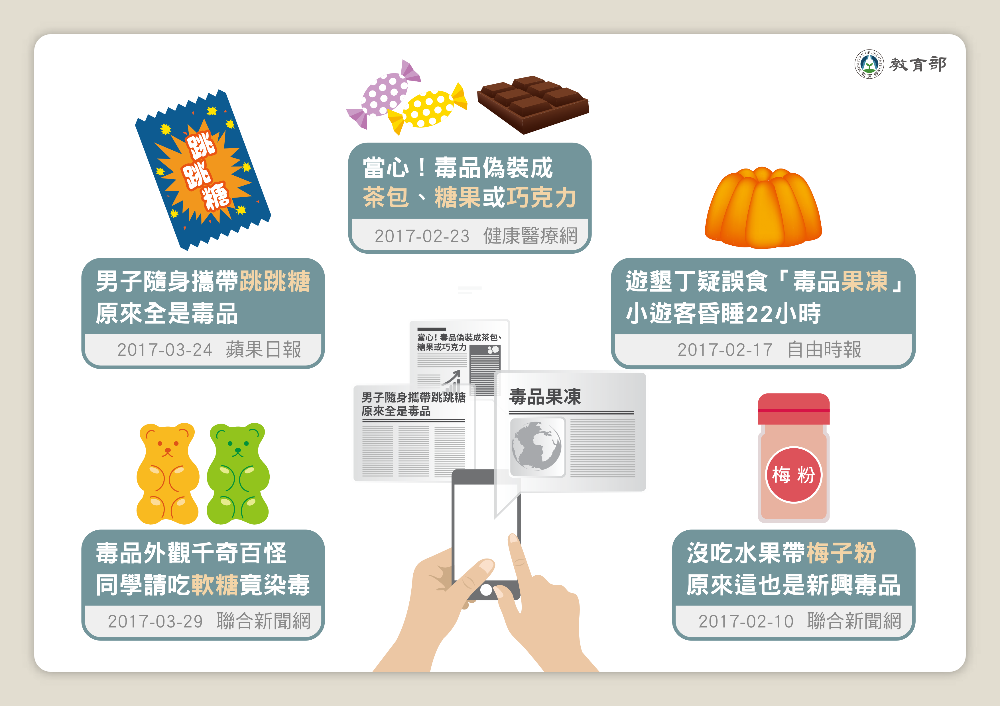 MINISTRY OF EDUCATION
教育部
教育部
跳
跳
糖
當心！毒品偽裝成
茶包、糖果或巧克力
2017-02-23 健康醫療網
男子隨身攜帶跳跳糖
原來全是毒品
2017-03-24 蘋果日報
遊墾丁疑誤食「毒品果凍」
小遊客昏睡22小時
2017-02-17 自由時報
當心！毒品偽裝成茶包、
糖果或巧克力
男子隨身攜帶跳跳糖
原來全是毒品
毒品果凍
梅粉
毒品外觀千奇百怪
同學請吃軟糖竟染毒
2017-03-29 聯合新聞網
沒吃水果帶梅子粉
原來這也是新興毒品
2017-02-10 聯合新聞網